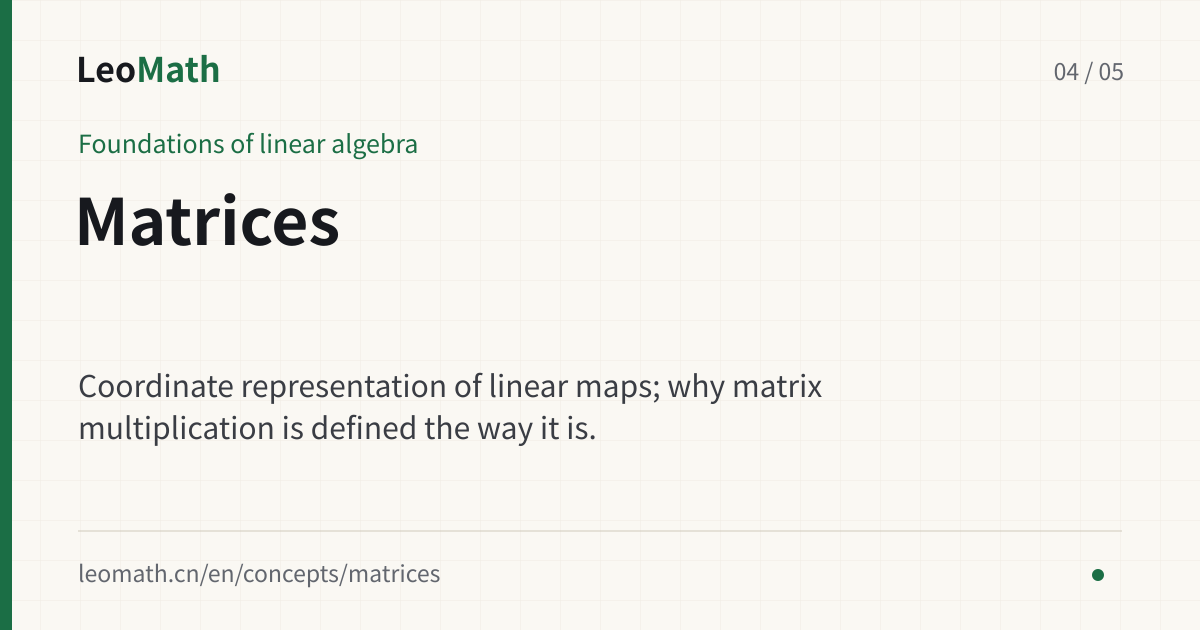 LeoMath
04 / 05
Foundations of linear algebra
Matrices
Coordinate representation of linear maps; why matrix
multiplication is defined the way it is.
leomath.cn/en/concepts/matrices